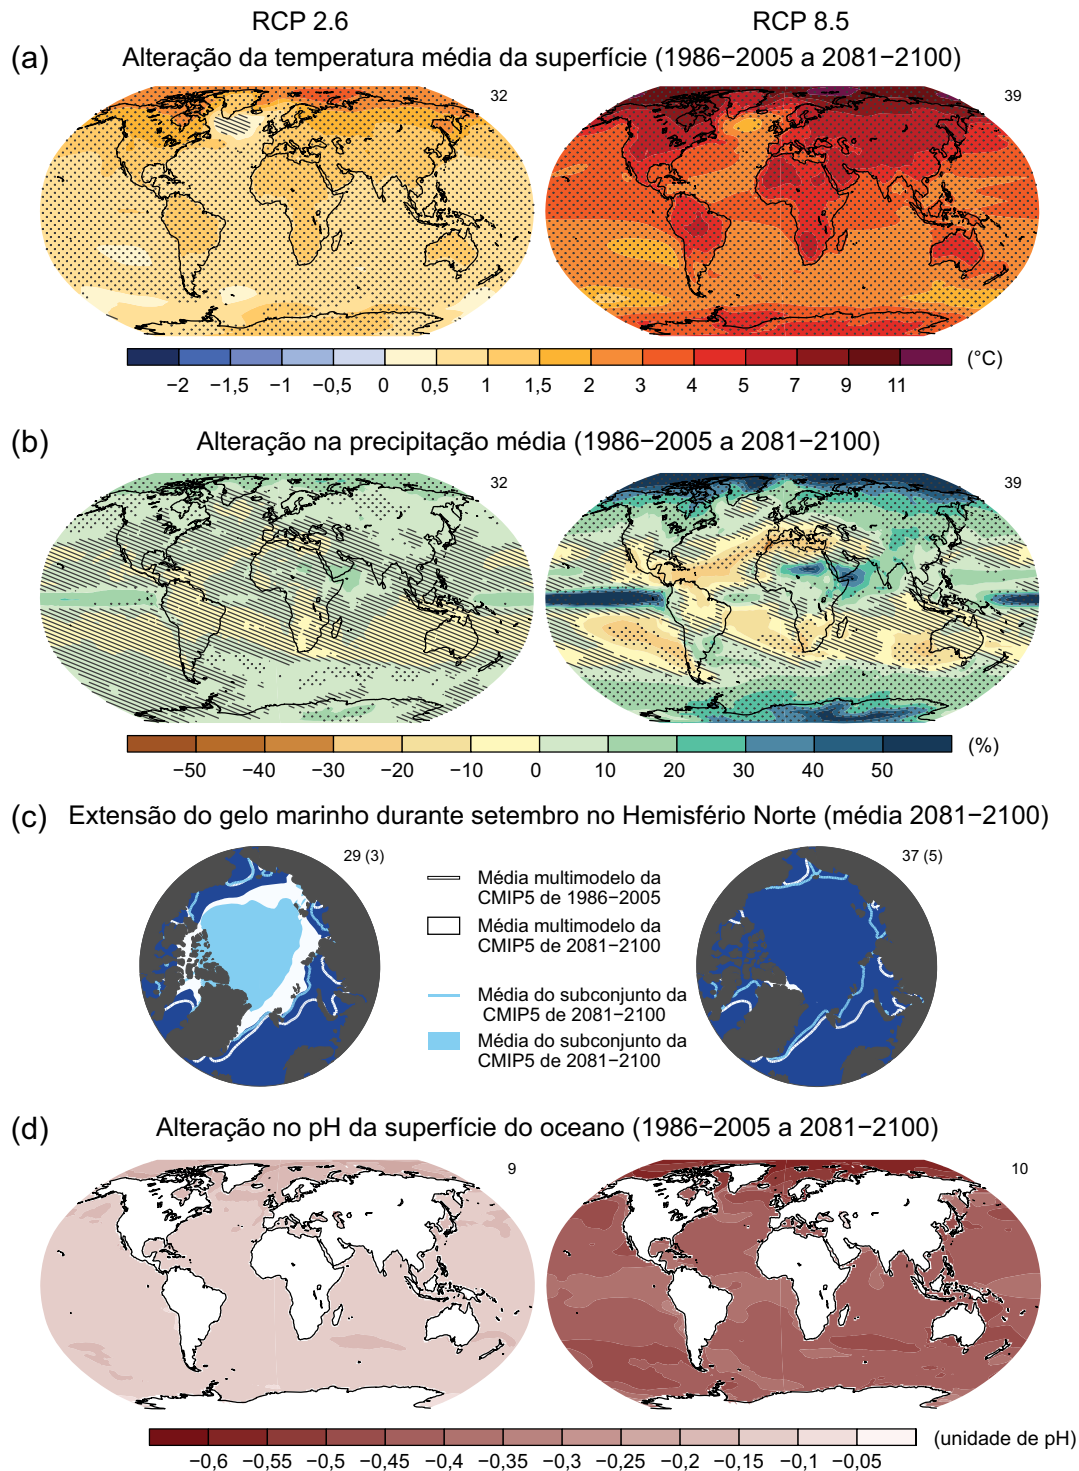 RCP 2.6
RCP 8.5
(a) Alteração da temperatura média da superfície (1986−2005 a 2081−2100)
32
39
−2 −1,5 −1 −0,5 0 0,5 1 1,5 2 3 4 5 7 9 11 (°C)
(b) Alteração na precipitação média (1986−2005 a 2081−2100)
32
39
−50 −40 −30 −20 −10 0 10 20 30 40 50 (%)
(c) Extensão do gelo marinho durante setembro no Hemisfério Norte (média 2081−2100)
29 (3)
37 (5)
Média multimodelo da
CMIP5 de 1986−2005
Média multimodelo da
CMIP5 de 2081−2100
Média do subconjunto da
CMIP5 de 2081−2100
Média do subconjunto da
CMIP5 de 2081−2100
(d) Alteração no pH da superfície do oceano (1986−2005 a 2081−2100)
9
10
−0,6 −0,55 −0,5 −0,45 −0,4 −0,35 −0,3 −0,25 −0,2 −0,15 −0,1 −0,05 (unidade de pH)